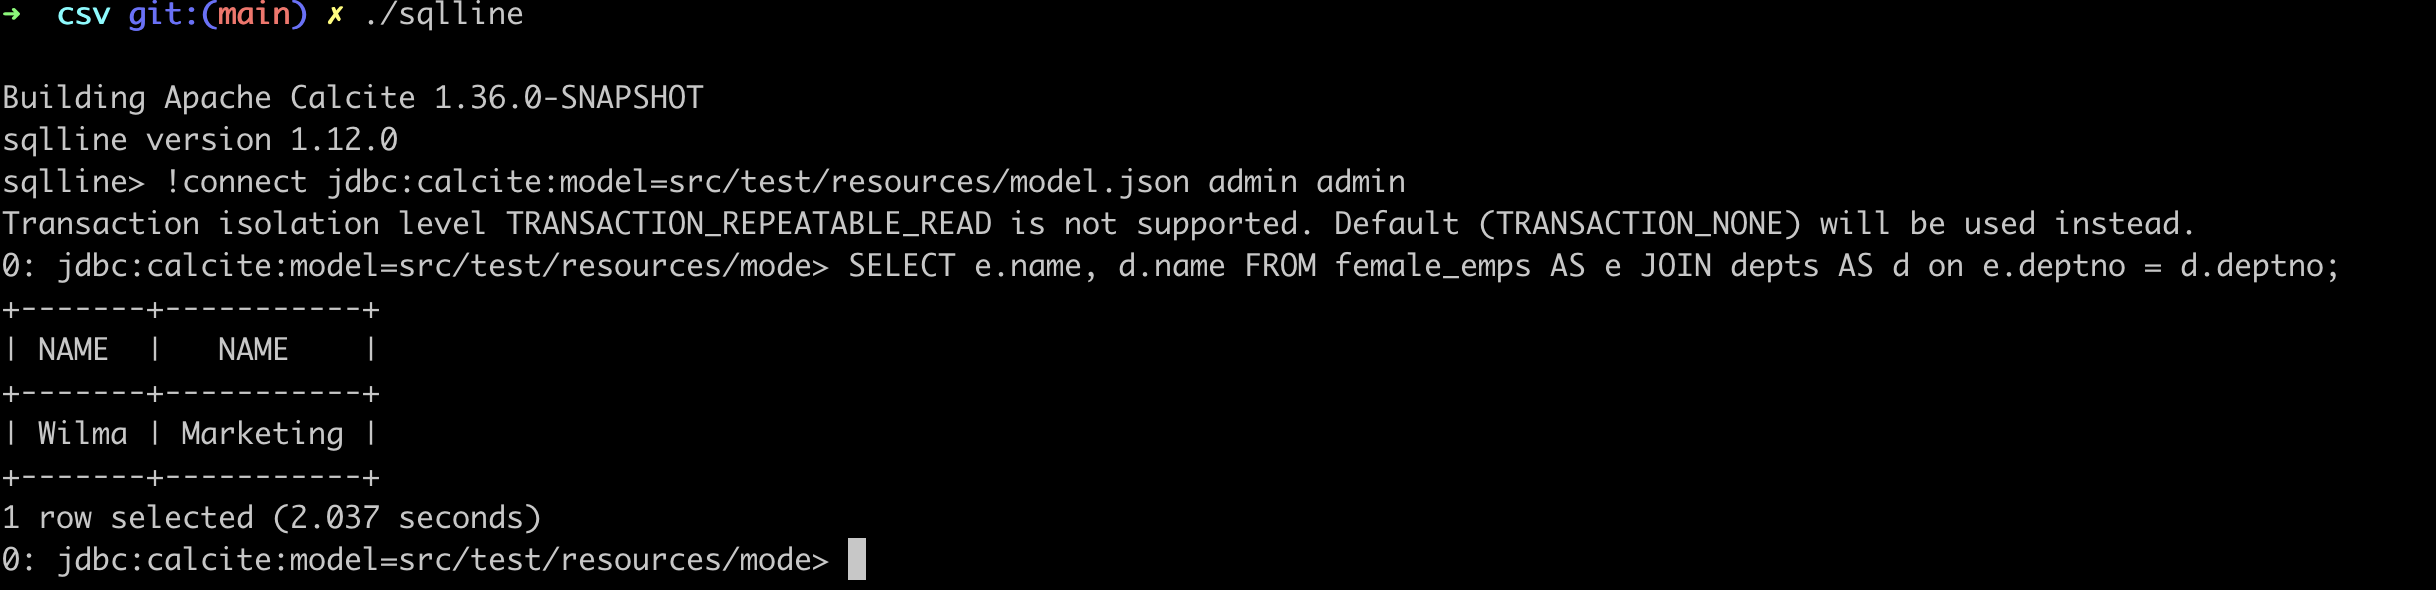 ➜  csv git:(main) ✗ ./sqlline
Building Apache Calcite 1.36.0-SNAPSHOT
sqlline version 1.12.0
sqlline> !connect jdbc:calcite:model=src/test/resources/model.json admin admin
Transaction isolation level TRANSACTION_REPEATABLE_READ is not supported. Default (TRANSACTION_NONE) will be used instead.
0: jdbc:calcite:model=src/test/resources/mode> SELECT e.name, d.name FROM female_emps AS e JOIN depts AS d on e.deptno = d.deptno;
+-------+-----------+
| NAME  |   NAME    |
+-------+-----------+
| Wilma | Marketing |
+-------+-----------+
1 row selected (2.037 seconds)
0: jdbc:calcite:model=src/test/resources/mode>